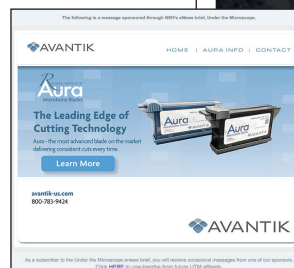 The following is a message sponsored through NSH's eNews brief, Under the Microscope.
AVANTIK
HOME | AURA INFO | CONTACT
RESILIENCE
Aura
Microtome Blades
The Leading Edge of
Cutting Technology
Aura - the most advanced blade on the market
delivering consistent cuts every time.
Learn More
Aura
Aura
avantik-us.com
800-783-9424
AVANTIK
As a subscriber to the Under the Microscope enews brief, you will receive occasional messages from one of our sponsors.
Click HERE to unsubscribe from future UTM affiliate